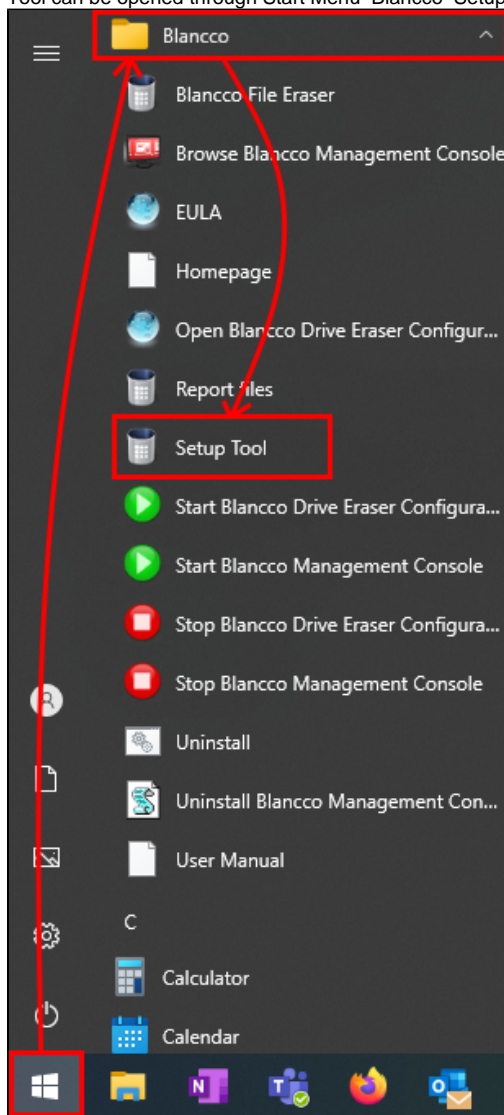 Tool can be opened through Start Menu Blancco Setup
Blancco
Blancco File Eraser
Browse Blancco Management Console
EULA
Homepage
Open Blancco Drive Eraser Configur...
Report files
Setup Tool
Start Blancco Drive Eraser Configura...
Start Blancco Management Console
Stop Blancco Drive Eraser Configura...
Stop Blancco Management Console
Uninstall
Uninstall Blancco Management Con...
User Manual
C
Calculator
Calendar